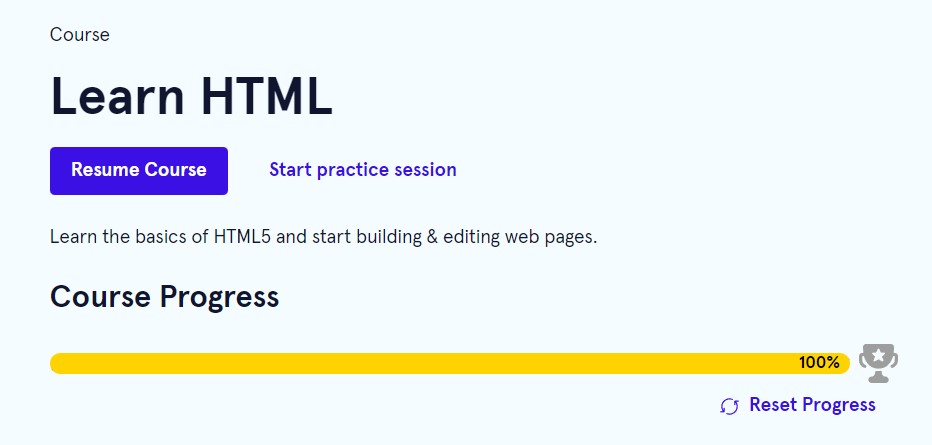 Course
Learn HTML
Resume Course Start practice session
Learn the basics of HTML5 and start building & editing web pages.
Course Progress
100%
Reset Progress